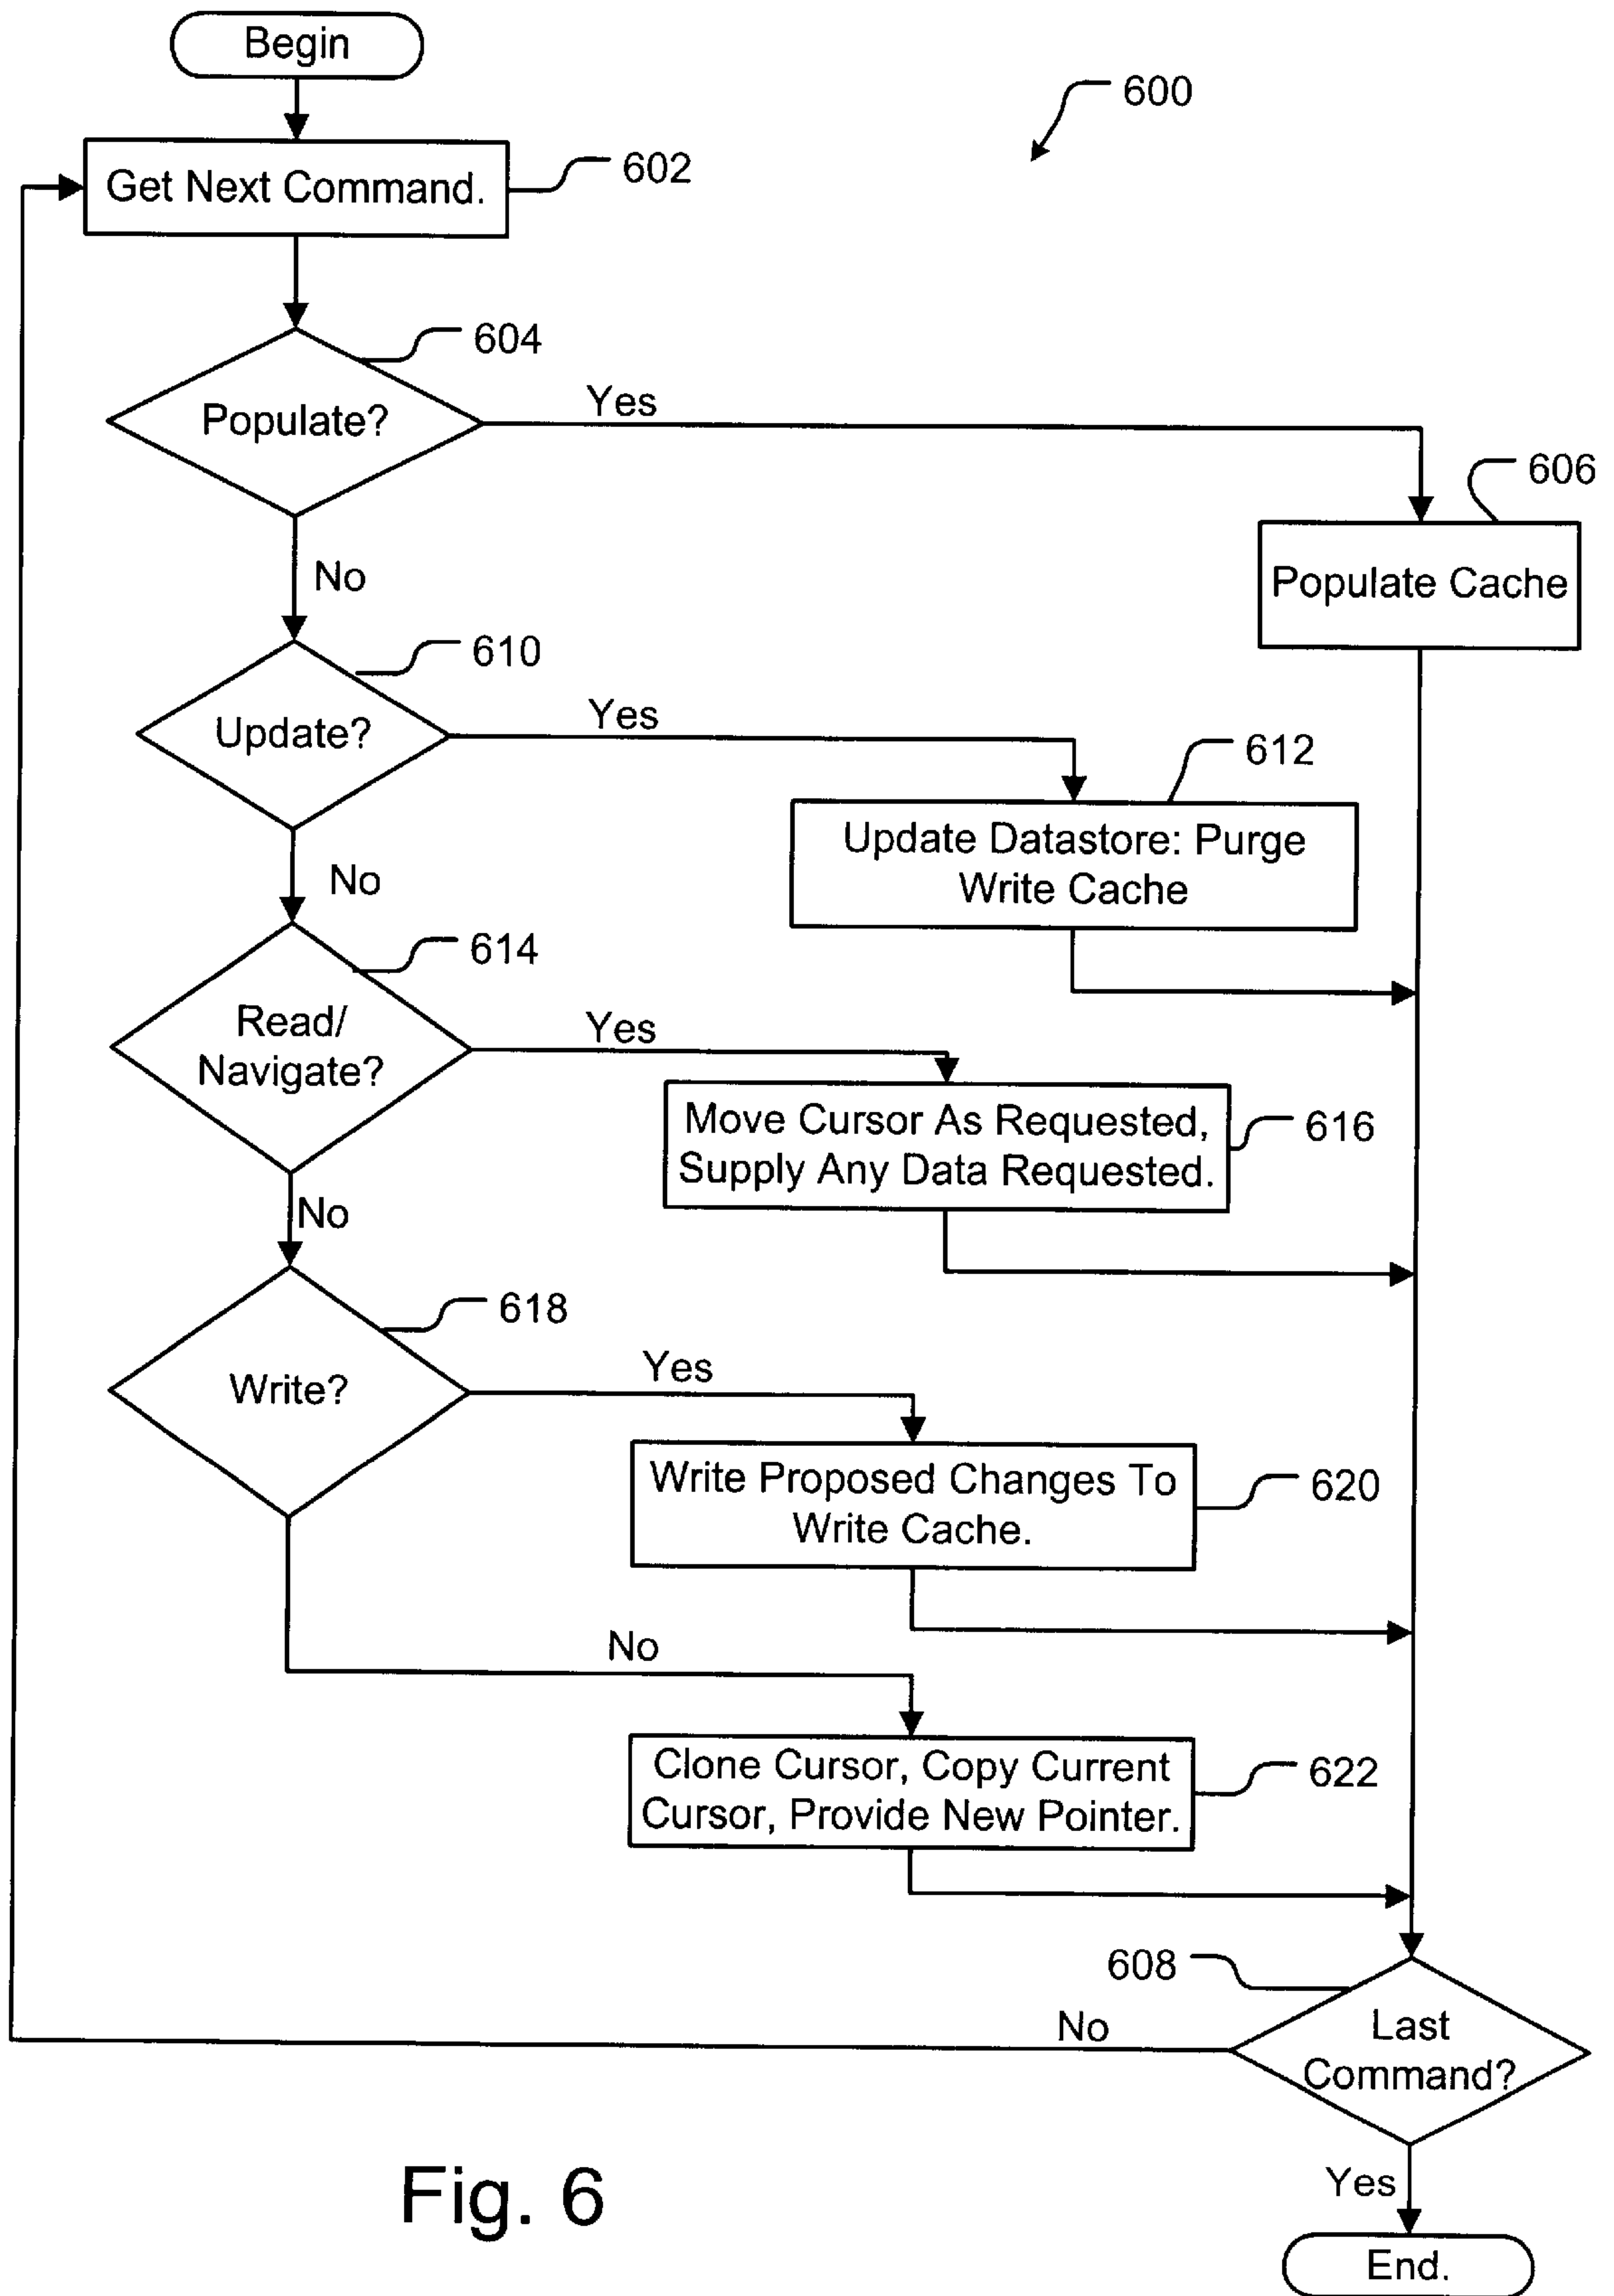 Begin
600
Get Next Command.
602
604
Populate?
Yes
606
Populate Cache
No
610
Update?
Yes
612
Update Datastore: Purge
Write Cache
No
614
Read/
Navigate?
Yes
Move Cursor As Requested,
Supply Any Data Requested.
616
No
618
Write?
Yes
Write Proposed Changes To
Write Cache.
620
No
Clone Cursor, Copy Current
Cursor, Provide New Pointer.
622
608
Last
Command?
No
Yes
End.
Fig. 6